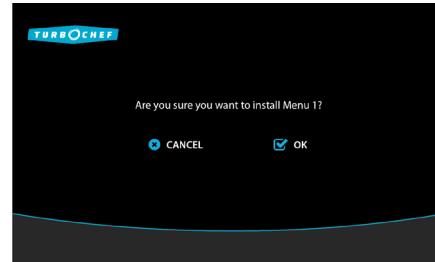 TURBOCHEF
Are you sure you want to install Menu 1?
CANCEL
OK